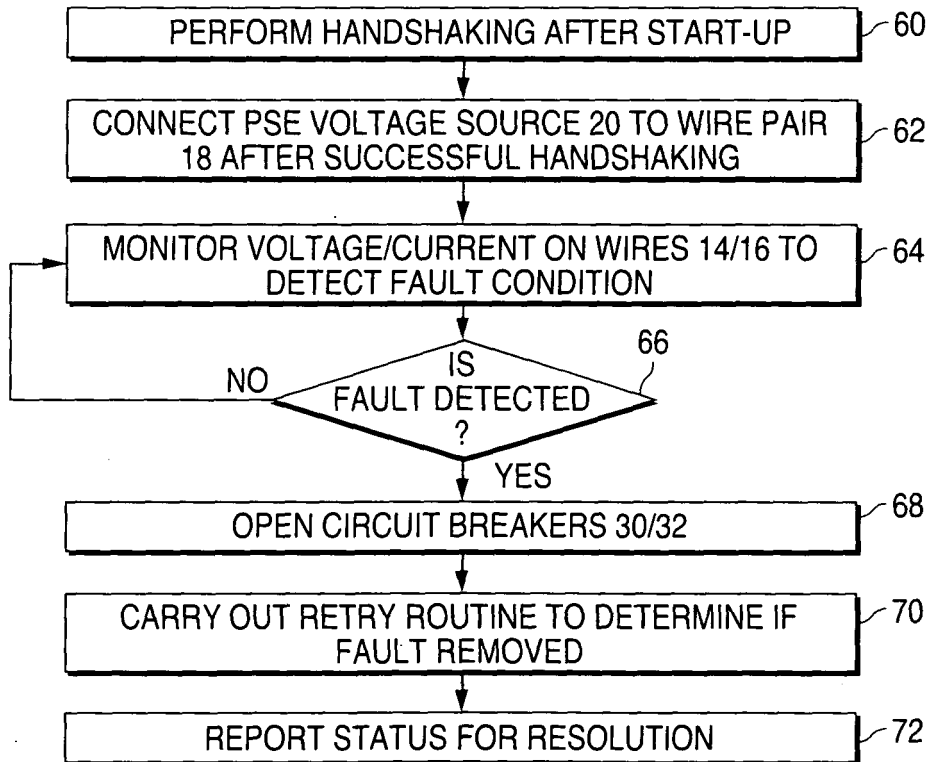 PERFORM HANDSHAKING AFTER START-UP
60
CONNECT PSE VOLTAGE SOURCE 20 TO WIRE PAIR
18 AFTER SUCCESSFUL HANDSHAKING
62
MONITOR VOLTAGE/CURRENT ON WIRES 14/16 TO
DETECT FAULT CONDITION
64
66
IS
FAULT DETECTED
?
NO
YES
OPEN CIRCUIT BREAKERS 30/32
68
CARRY OUT RETRY ROUTINE TO DETERMINE IF
FAULT REMOVED
70
REPORT STATUS FOR RESOLUTION
72